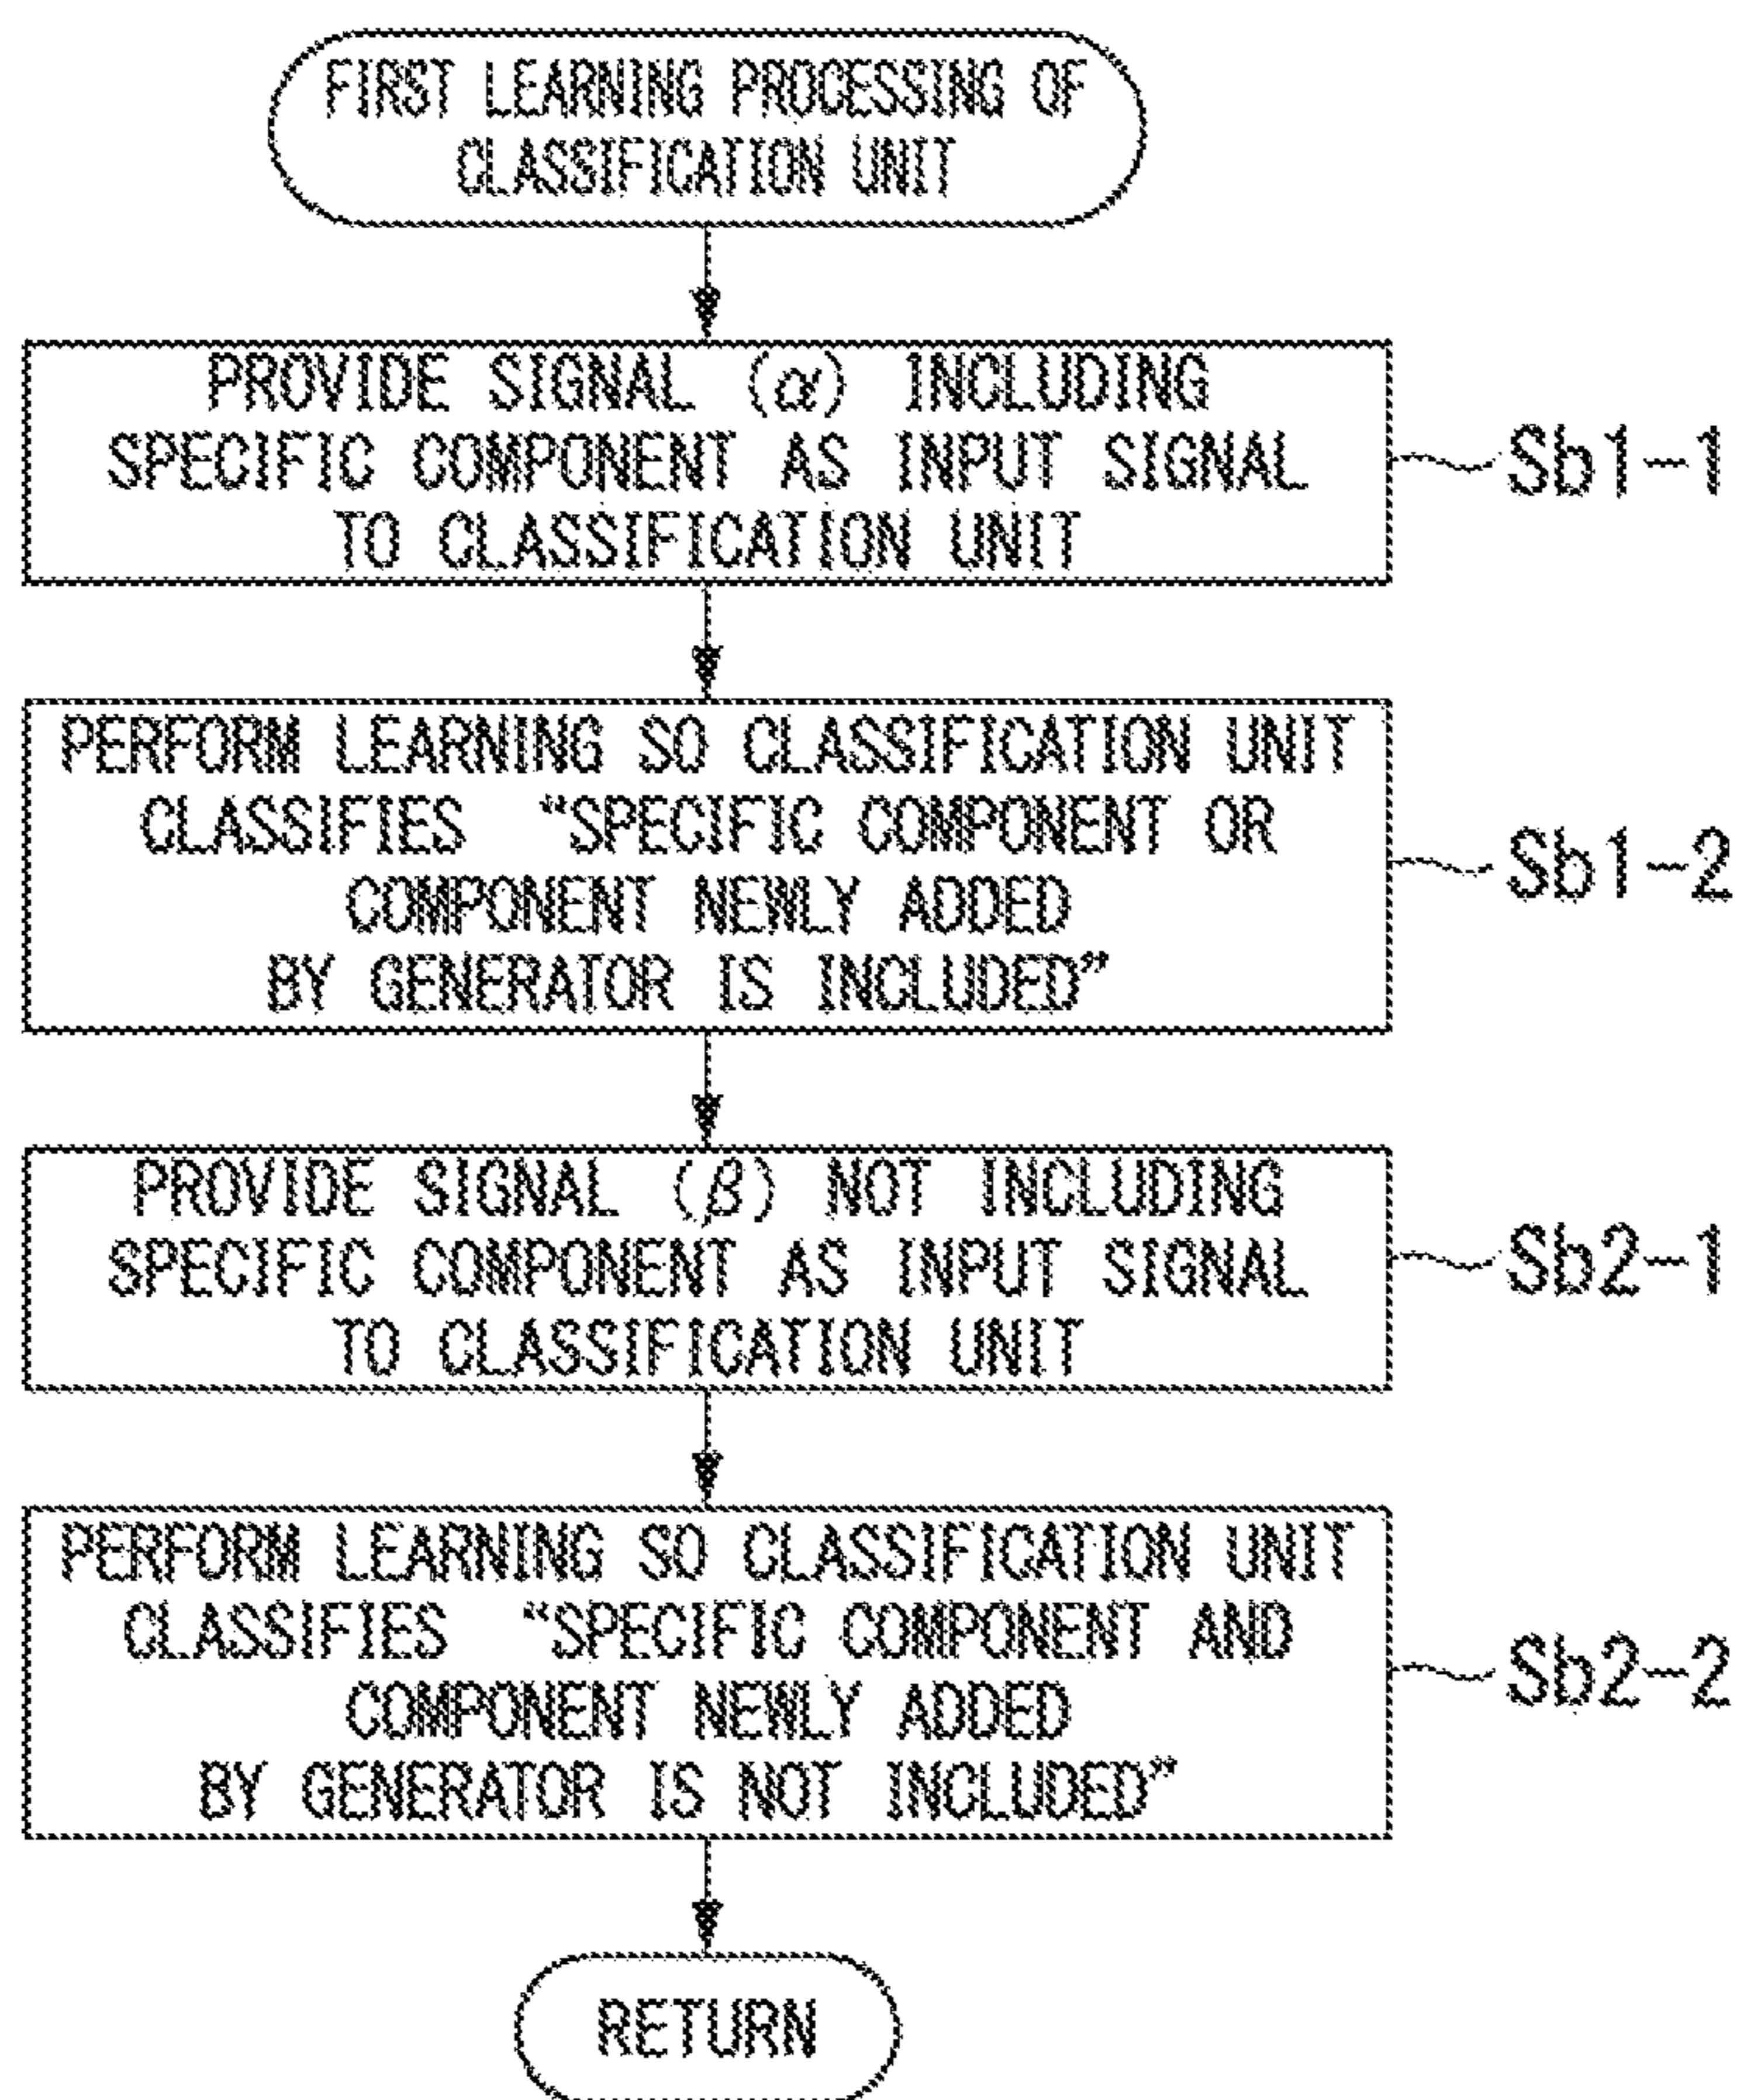 FIRST LEARNING PROCESSING OF
CLASSIFICATION UNIT
PROVIDE SIGNAL (α) INCLUDING
SPECIFIC COMPONENT AS INPUT SIGNAL
TO CLASSIFICATION UNIT
Sb1-1
PERFORM LEARNING SO CLASSIFICATION UNIT
CLASSIFIES “SPECIFIC COMPONENT OR
COMPONENT NEWLY ADDED
BY GENERATOR IS INCLUDED”
Sb1-2
PROVIDE SIGNAL (β) NOT INCLUDING
SPECIFIC COMPONENT AS INPUT SIGNAL
TO CLASSIFICATION UNIT
Sb2-1
PERFORM LEARNING SO CLASSIFICATION UNIT
CLASSIFIES “SPECIFIC COMPONENT AND
COMPONENT NEWLY ADDED
BY GENERATOR IS NOT INCLUDED”
Sb2-2
RETURN